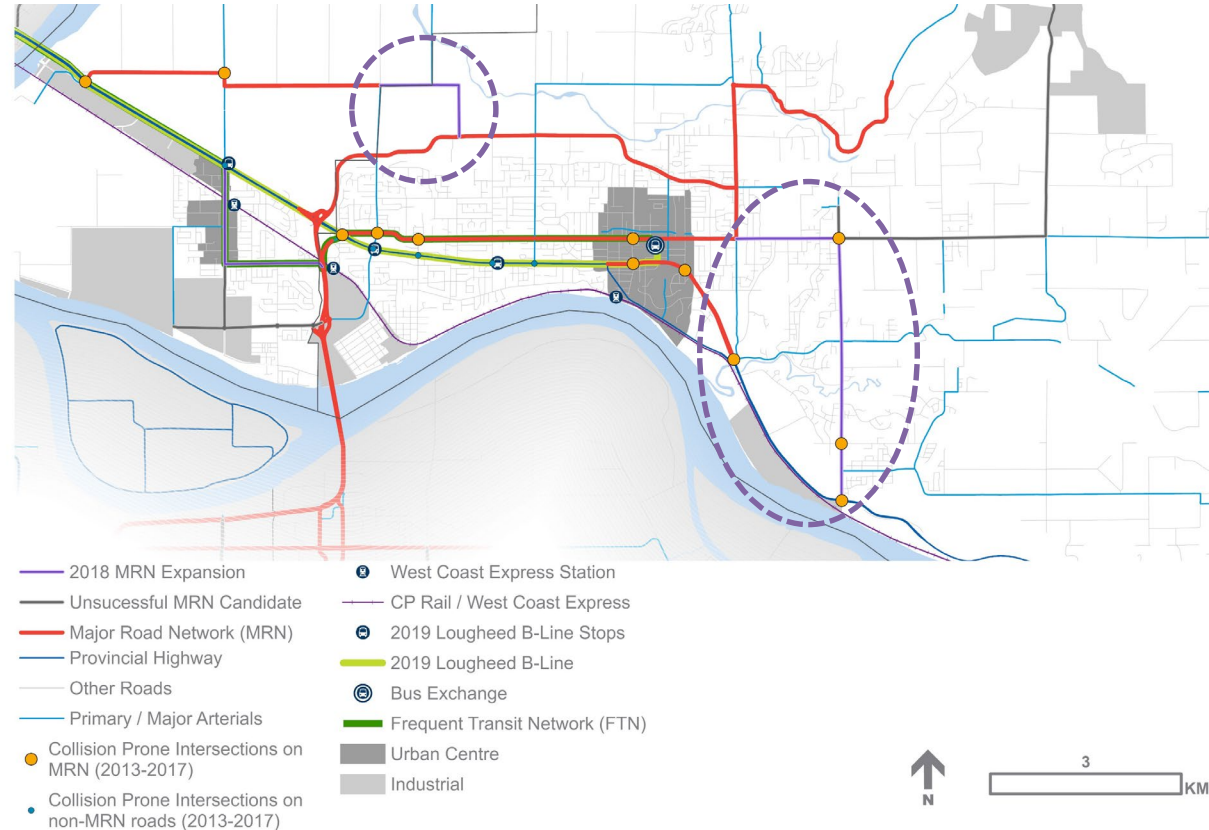 2018 MRN Expansion
Unsucessful MRN Candidate
Major Road Network (MRN)
Provincial Highway
Other Roads
Primary / Major Arterials
Collision Prone Intersections on
MRN (2013-2017)
Collision Prone Intersections on
non-MRN roads (2013-2017)
West Coast Express Station
CP Rail / West Coast Express
2019 Lougheed B-Line Stops
2019 Lougheed B-Line
Bus Exchange
Frequent Transit Network (FTN)
Urban Centre
Industrial
N
3
KM